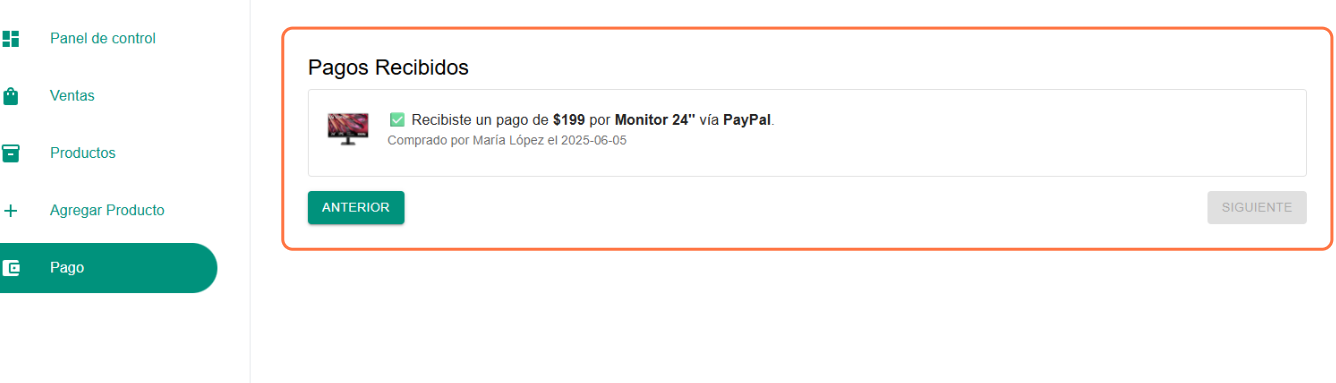 Panel de control
Ventas
Productos
Agregar Producto
Pago
Pagos Recibidos
✅ Recibiste un pago de $199 por Monitor 24" vía PayPal.
Comprado por María López el 2025-06-05
ANTERIOR
SIGUIENTE